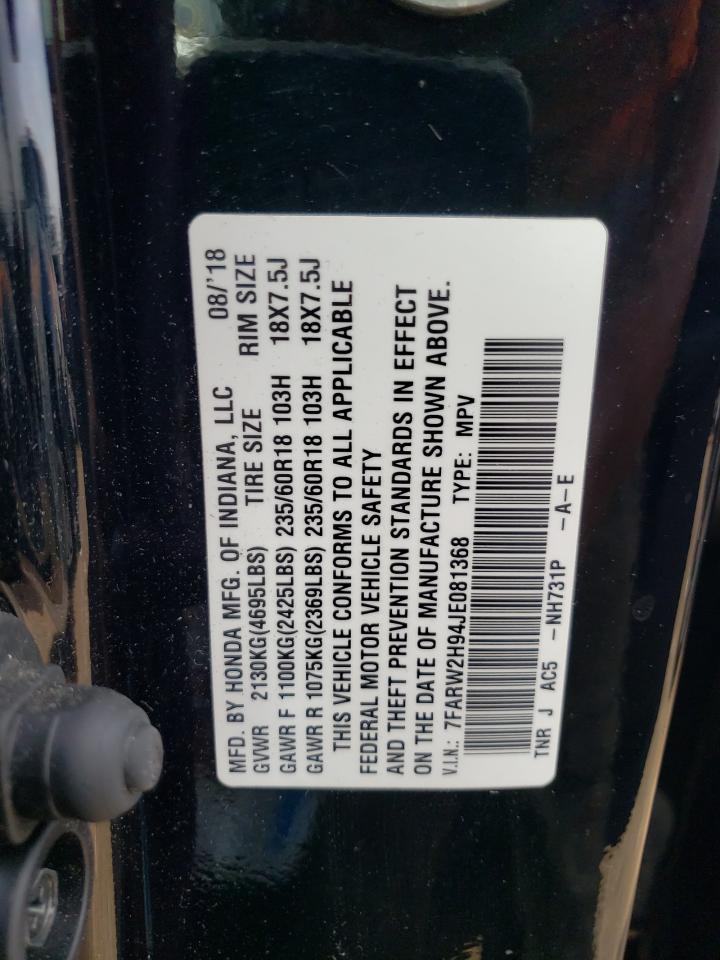 MFD. BY HONDA MFG. OF INDIANA, LLC 08/'18
GVWR 2130KG(4695LBS) TIRE SIZE RIM SIZE
GAWR F 1100KG(2425LBS) 235/60R18 103H 18X7.5J
GAWR R 1075KG(2369LBS) 235/60R18 103H 18X7.5J
THIS VEHICLE CONFORMS TO ALL APPLICABLE
FEDERAL MOTOR VEHICLE SAFETY
AND THEFT PREVENTION STANDARDS IN EFFECT
ON THE DATE OF MANUFACTURE SHOWN ABOVE.
V.I.N.: 7FARW2H94JE081368 TYPE: MPV
TNR J AC5 -NH731P -A-E